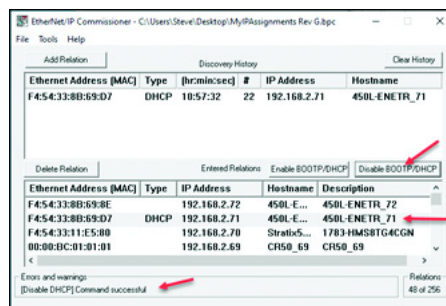 EtherNet/IP Commissioner - C:\Users\Steve\Desktop\MyIPAssignments Rev G.bpc
File Tools Help
Add Relation Discovery History Clear History
Ethernet Address (MAC) Type (hr:min:sec) # IP Address Hostname
F4:54:33:8B:69:D7 DHCP 10:57:32 22 192.168.2.71 450L-ENETR_71
Delete Relation Entered Relations Enable BOOTP/DHCP Disable BOOTP/DHCP
Ethernet Address (MAC) Type IP Address Hostname Description
F4:54:33:8B:69:8E 192.168.2.72 450L-E... 450L-ENETR_72
F4:54:33:8B:69:D7 DHCP 192.168.2.71 450L-E... 450L-ENETR_71
F4:54:33:11:E5:80 192.168.2.70 Stratix5... 1783-HMS8TG4CGN
00:00:BC:01:01:01 192.168.2.69 CR50_69 CR50_69
Errors and warnings Relations
[Disable DHCP] Command successful 48 of 256